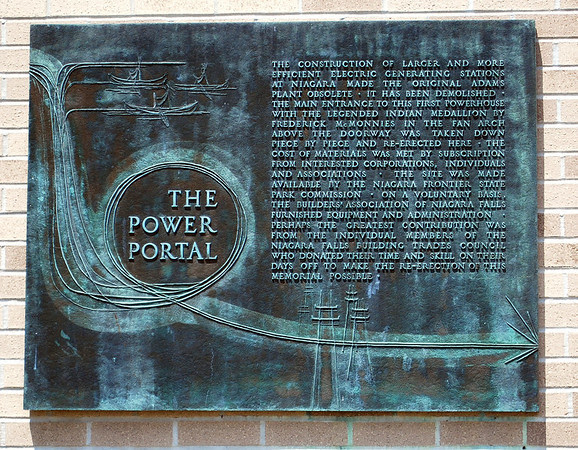 THE
POWER
PORTAL
THE CONSTRUCTION OF LARGER AND MORE
EFFICIENT ELECTRIC GENERATING STATIONS
AT NIAGARA MADE THE ORIGINAL ADAMS
PLANT OBSOLETE · IT HAS BEEN DEMOLISHED ·
THE MAIN ENTRANCE TO THIS FIRST POWERHOUSE
WITH THE LEGENDED INDIAN MEDALLION BY
FREDERICK MCMONNIES IN THE FAN ARCH
ABOVE THE DOORWAY WAS TAKEN DOWN
PIECE BY PIECE AND RE-ERECTED HERE · THE
COST OF MATERIALS WAS MET BY SUBSCRIPTION
FROM INTERESTED CORPORATIONS, INDIVIDUALS
AND ASSOCIATIONS · THE SITE WAS MADE
AVAILABLE BY THE NIAGARA FRONTIER STATE
PARK COMMISSION · ON A VOLUNTARY BASIS
THE BUILDERS' ASSOCIATION OF NIAGARA FALLS
FURNISHED EQUIPMENT AND ADMINISTRATION ·
PERHAPS THE GREATEST CONTRIBUTION WAS
FROM THE INDIVIDUAL MEMBERS OF THE
NIAGARA FALLS BUILDING TRADES COUNCIL
WHO DONATED THEIR TIME AND SKILL ON THEIR
DAYS OFF TO MAKE THE RE-ERECTION OF THIS
MEMORIAL POSSIBLE ·